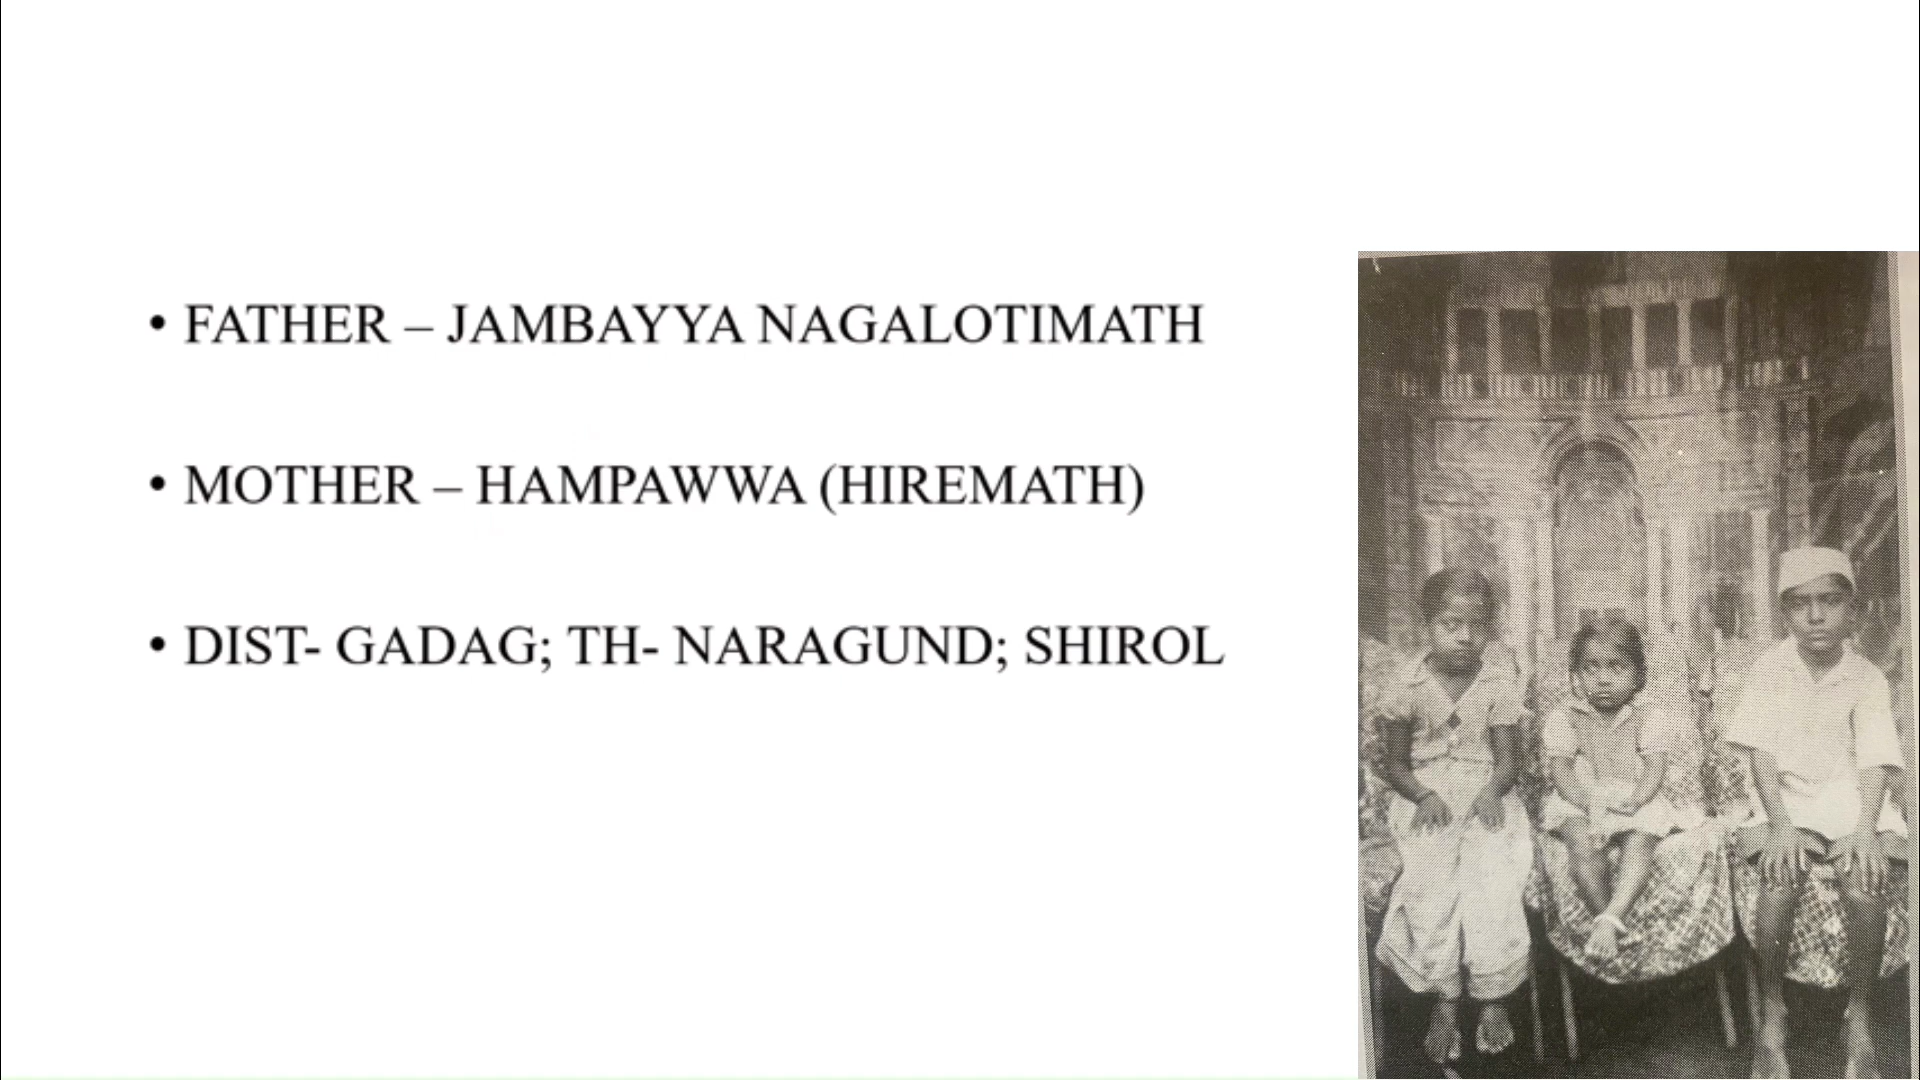 • FATHER – JAMBAYYA NAGALOTIMATH
• MOTHER – HAMPAWWA (HIREMATH)
• DIST- GADAG; TH- NARAGUND; SHIROL